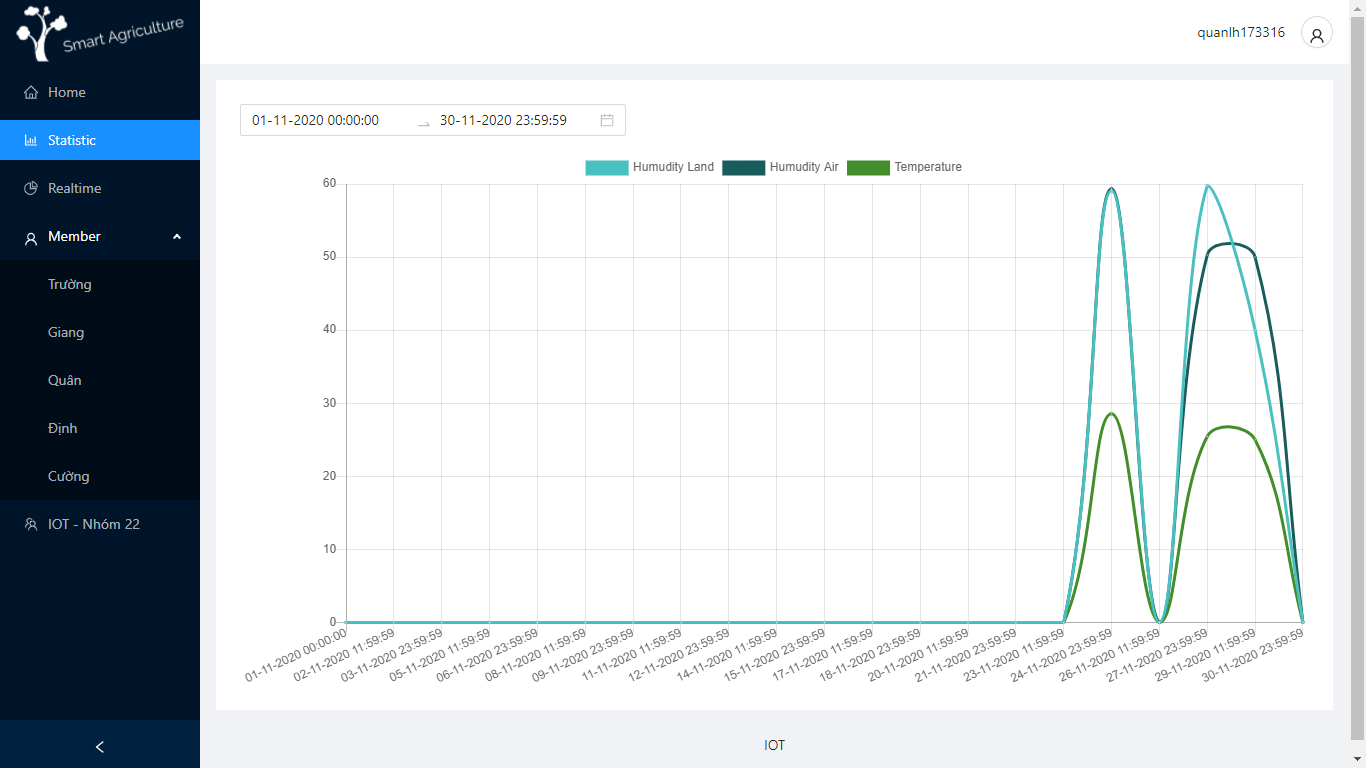 Smart Agriculture
quanlh173316
Home
Statistic
Realtime
Member
Trường
Giang
Quân
Định
Cường
IOT - Nhóm 22
01-11-2020 00:00:00
30-11-2020 23:59:59
Humudity Land
Humudity Air
Temperature
60
50
40
30
20
10
0
01-11-2020 00:00:00
02-11-2020 11:59:59
03-11-2020 23:59:59
05-11-2020 11:59:59
06-11-2020 23:59:59
08-11-2020 11:59:59
09-11-2020 23:59:59
11-11-2020 11:59:59
12-11-2020 23:59:59
14-11-2020 11:59:59
15-11-2020 23:59:59
17-11-2020 11:59:59
18-11-2020 23:59:59
20-11-2020 11:59:59
21-11-2020 23:59:59
23-11-2020 11:59:59
24-11-2020 23:59:59
26-11-2020 11:59:59
27-11-2020 23:59:59
29-11-2020 11:59:59
30-11-2020 23:59:59
IOT